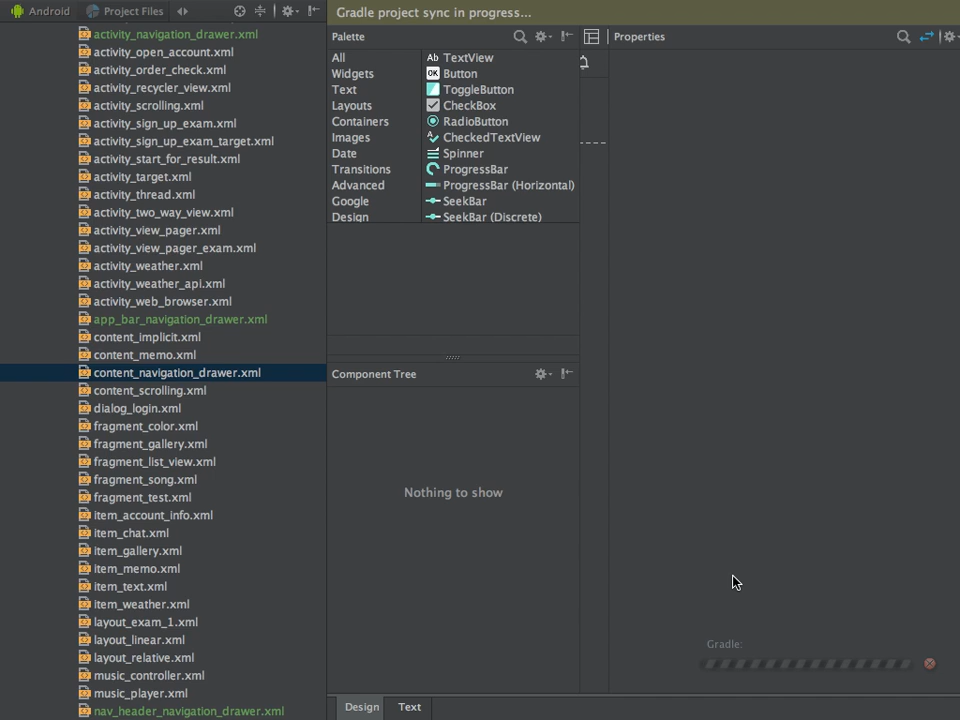 Android
Project Files
Gradle project sync in progress...
activity_navigation_drawer.xml
activity_open_account.xml
activity_order_check.xml
activity_recycler_view.xml
activity_scrolling.xml
activity_sign_up_exam.xml
activity_sign_up_exam_target.xml
activity_start_for_result.xml
activity_target.xml
activity_thread.xml
activity_two_way_view.xml
activity_view_pager.xml
activity_view_pager_exam.xml
activity_weather.xml
activity_weather_api.xml
activity_web_browser.xml
app_bar_navigation_drawer.xml
content_implicit.xml
content_memo.xml
content_navigation_drawer.xml
content_scrolling.xml
dialog_login.xml
fragment_color.xml
fragment_gallery.xml
fragment_list_view.xml
fragment_song.xml
fragment_test.xml
item_account_info.xml
item_chat.xml
item_gallery.xml
item_memo.xml
item_text.xml
item_weather.xml
layout_exam_1.xml
layout_linear.xml
layout_relative.xml
music_controller.xml
music_player.xml
nav_header_navigation_drawer.xml
Palette
All
Widgets
Text
Layouts
Containers
Images
Date
Transitions
Advanced
Google
Design
Ab TextView
OK Button
ToggleButton
CheckBox
RadioButton
CheckedTextView
Spinner
ProgressBar
ProgressBar (Horizontal)
SeekBar
SeekBar (Discrete)
Properties
Component Tree
Nothing to show
Gradle:
Design
Text